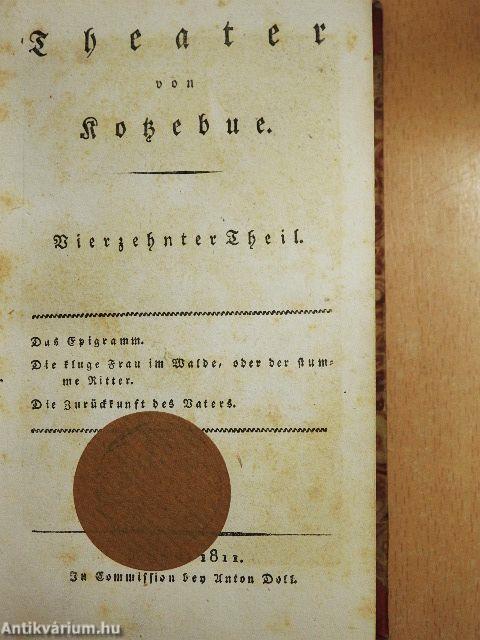 Theater
von
Kotzebue.
Vierzehnter Theil.
Das Epigramm.
Die kluge Frau im Walde, oder der stum-
me Ritter.
Die Zurückkunft des Vaters.
1811.
In Commission bey Anton Doll.
Antikvárium.hu